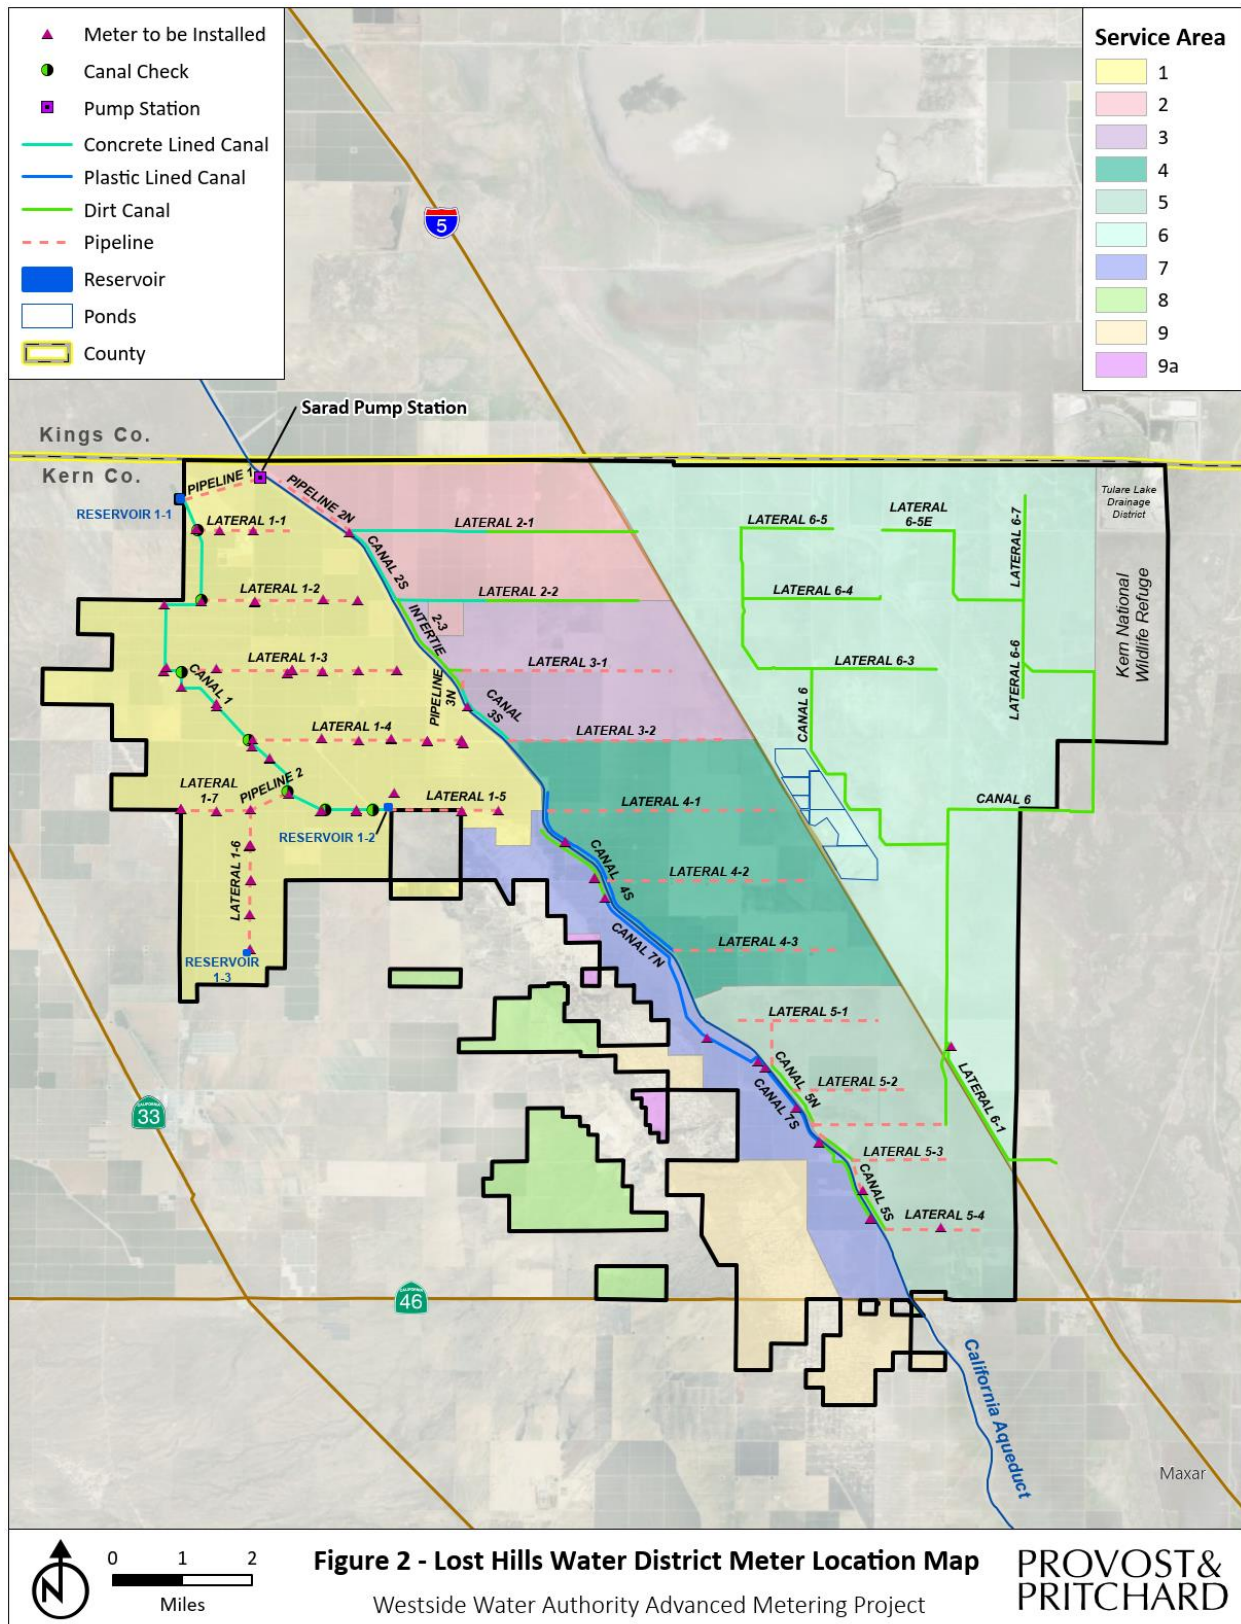 Meter to be Installed
Canal Check
Pump Station
Concrete Lined Canal
Plastic Lined Canal
Dirt Canal
Pipeline
Reservoir
Ponds
County
Service Area
1
2
3
4
5
6
7
8
9
9a
5
Sarad Pump Station
Kings Co.
Kern Co.
PIPELINE 1
RESERVOIR 1-1
PIPELINE 2N
LATERAL 1-1
LATERAL 2-1
CANAL 2S
LATERAL 1-2
LATERAL 2-2
INTERTIE
2-3
LATERAL 1-3
CANAL 1
PIPELINE
3N
LATERAL 3-1
CANAL
3S
LATERAL 1-4
LATERAL 3-2
LATERAL
1-7
PIPELINE 2
LATERAL 1-5
RESERVOIR 1-2
LATERAL 4-1
LATERAL 1-6
CANAL 4S
LATERAL 4-2
CANAL 7N
LATERAL 4-3
RESERVOIR
1-3
LATERAL 6-5
LATERAL
6-5E
LATERAL 6-7
Tulare Lake
Drainage
District
LATERAL 6-4
Kern National
Wildlife Refuge
LATERAL 6-3
LATERAL 6-6
CANAL 6
CANAL 6
LATERAL 5-1
CANAL 5N
LATERAL 5-2
CANAL 7S
LATERAL 6-1
LATERAL 5-3
CANAL 5S
LATERAL 5-4
CALIFORNIA
33
CALIFORNIA
46
California Aqueduct
Maxar
N
0 1 2
Miles
Figure 2 - Lost Hills Water District Meter Location Map
Westside Water Authority Advanced Metering Project
PROVOST&
PRITCHARD